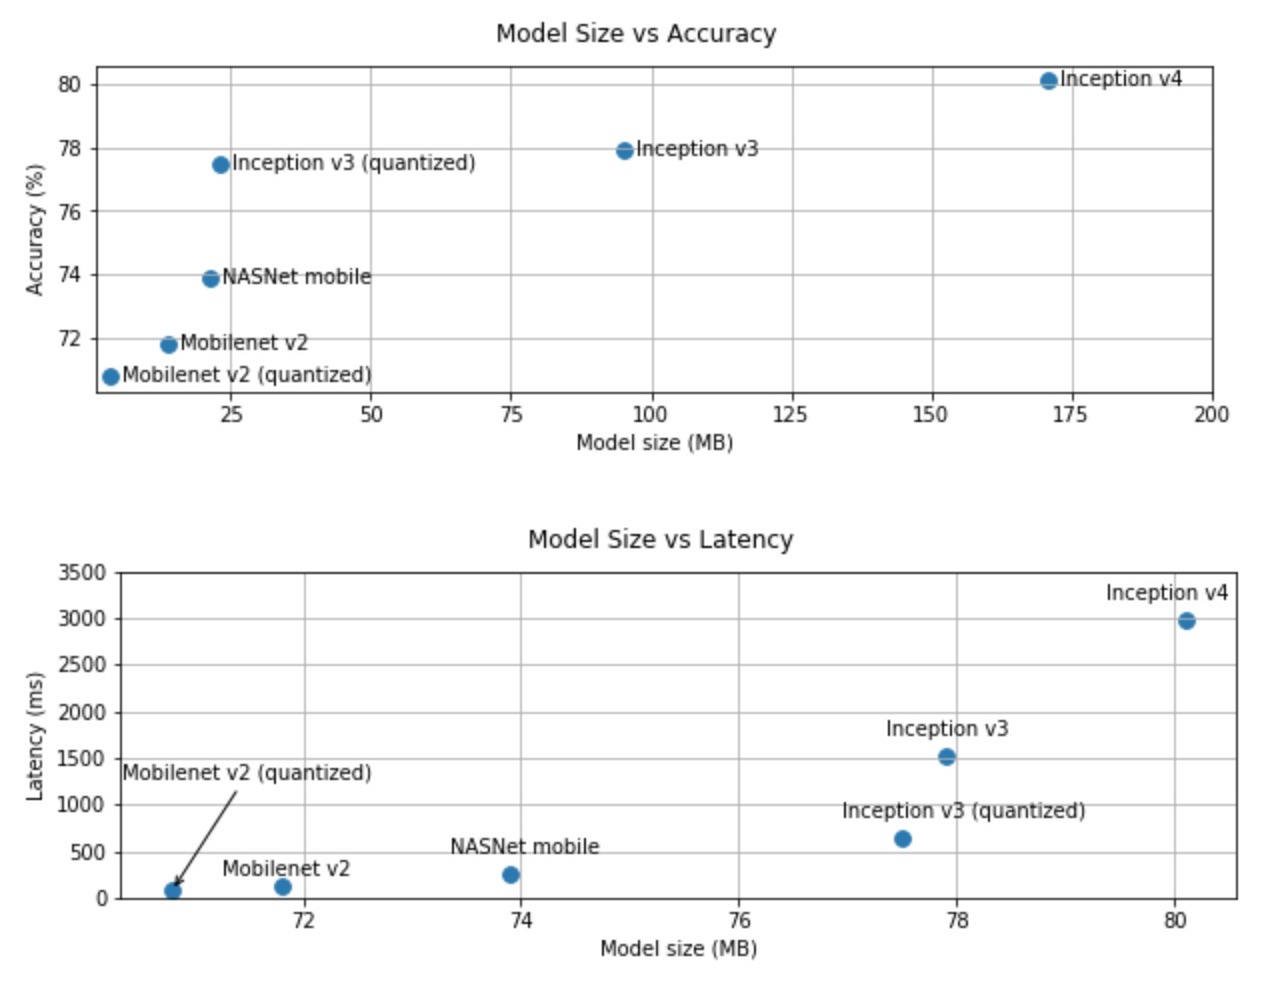 Model Size vs Accuracy
80
Inception v4
78
Inception v3 (quantized)
Inception v3
76
Accuracy (%)
74
NASNet mobile
72
Mobilenet v2
Mobilenet v2 (quantized)
25 50 75 100 125 150 175 200
Model size (MB)
Model Size vs Latency
3500
Inception v4
3000
2500
2000
Inception v3
Latency (ms)
1500
Mobilenet v2 (quantized)
1000
Inception v3 (quantized)
500
NASNet mobile
Mobilenet v2
0
72 74 76 78 80
Model size (MB)